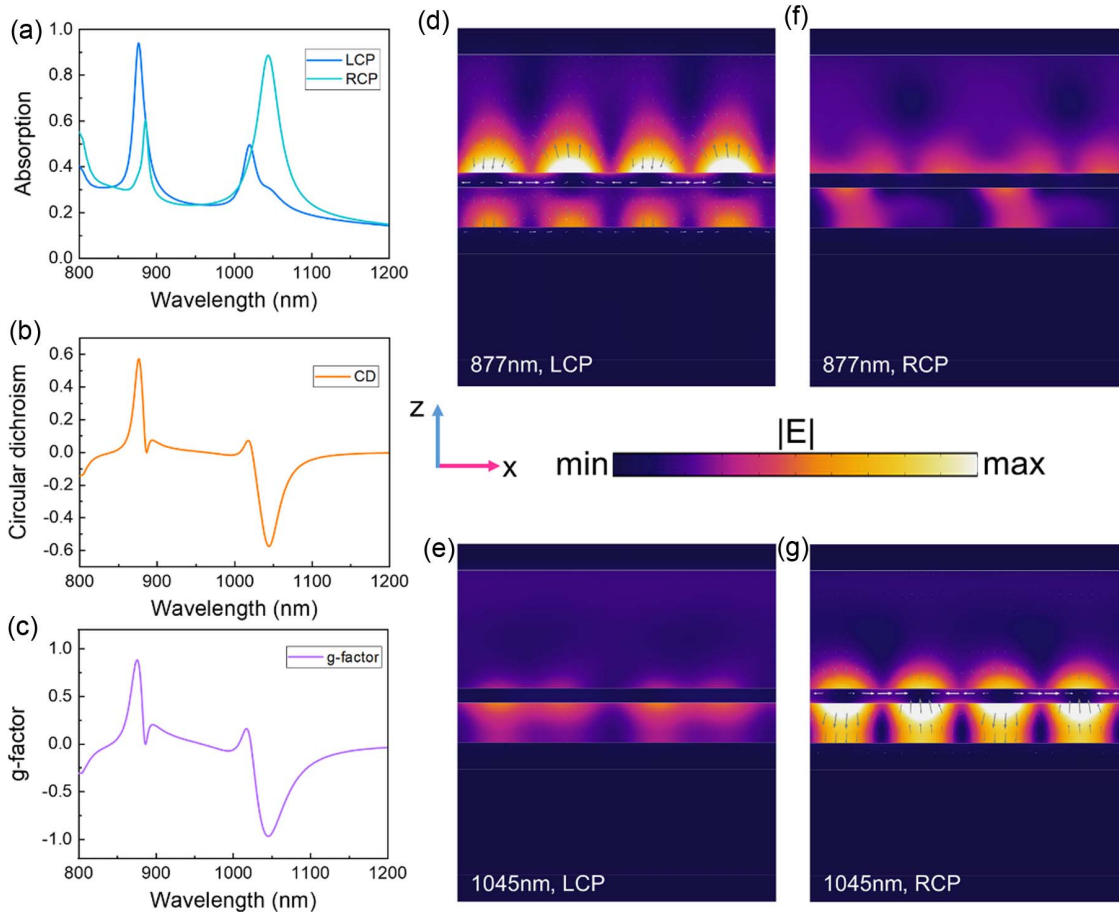 (a)
1.0
0.8
0.6
0.4
0.2
0.0
Absorption
LCP
RCP
800 900 1000 1100 1200
Wavelength (nm)
(b)
0.6
0.4
0.2
0.0
-0.2
-0.4
-0.6
Circular dichroism
CD
800 900 1000 1100 1200
Wavelength (nm)
(c)
1.0
0.5
0.0
-0.5
-1.0
g-factor
g-factor
800 900 1000 1100 1200
Wavelength (nm)
(d)
877nm, LCP
(f)
877nm, RCP
z
x
|E|
min max
(e)
1045nm, LCP
(g)
1045nm, RCP